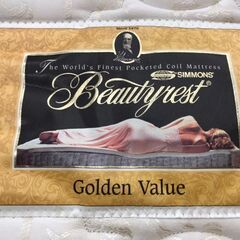 The World's Finest Pocketed Coil Mattress
SIMMONS®
Beautyrest®
Golden Value